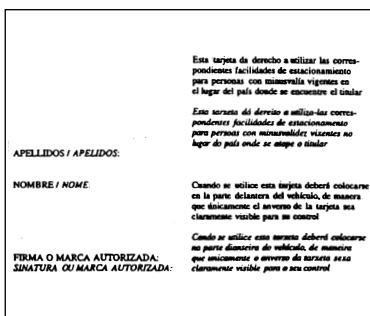 Esta tarjeta da derecho a utilizar las corres-
pondientes facilidades de estacionamiento
para personas con minusvalía vigentes en
el lugar del país donde se encuentre el titular
Esta tarxeta dá dereito a utiliza-las corres-
pondentes facilidades de estacionamento
para persoas con minusvalidez vixentes no
lugar do país onde se atope o titular
APELLIDOS / APELIDOS:
NOMBRE / NOME:
Cuando se utilice esta tarjeta deberá colocarse
en la parte delantera del vehículo, de manera
que únicamente el anverso de la tarjeta sea
claramente visible para su control
Cando se utilice esta tarxeta deberá colocarse
na parte dianteira do vehículo, de maneira
que unicamente o anverso da tarxeta sexa
claramente visible para o seu control
FIRMA O MARCA AUTORIZADA:
SINATURA OU MARCA AUTORIZADA: